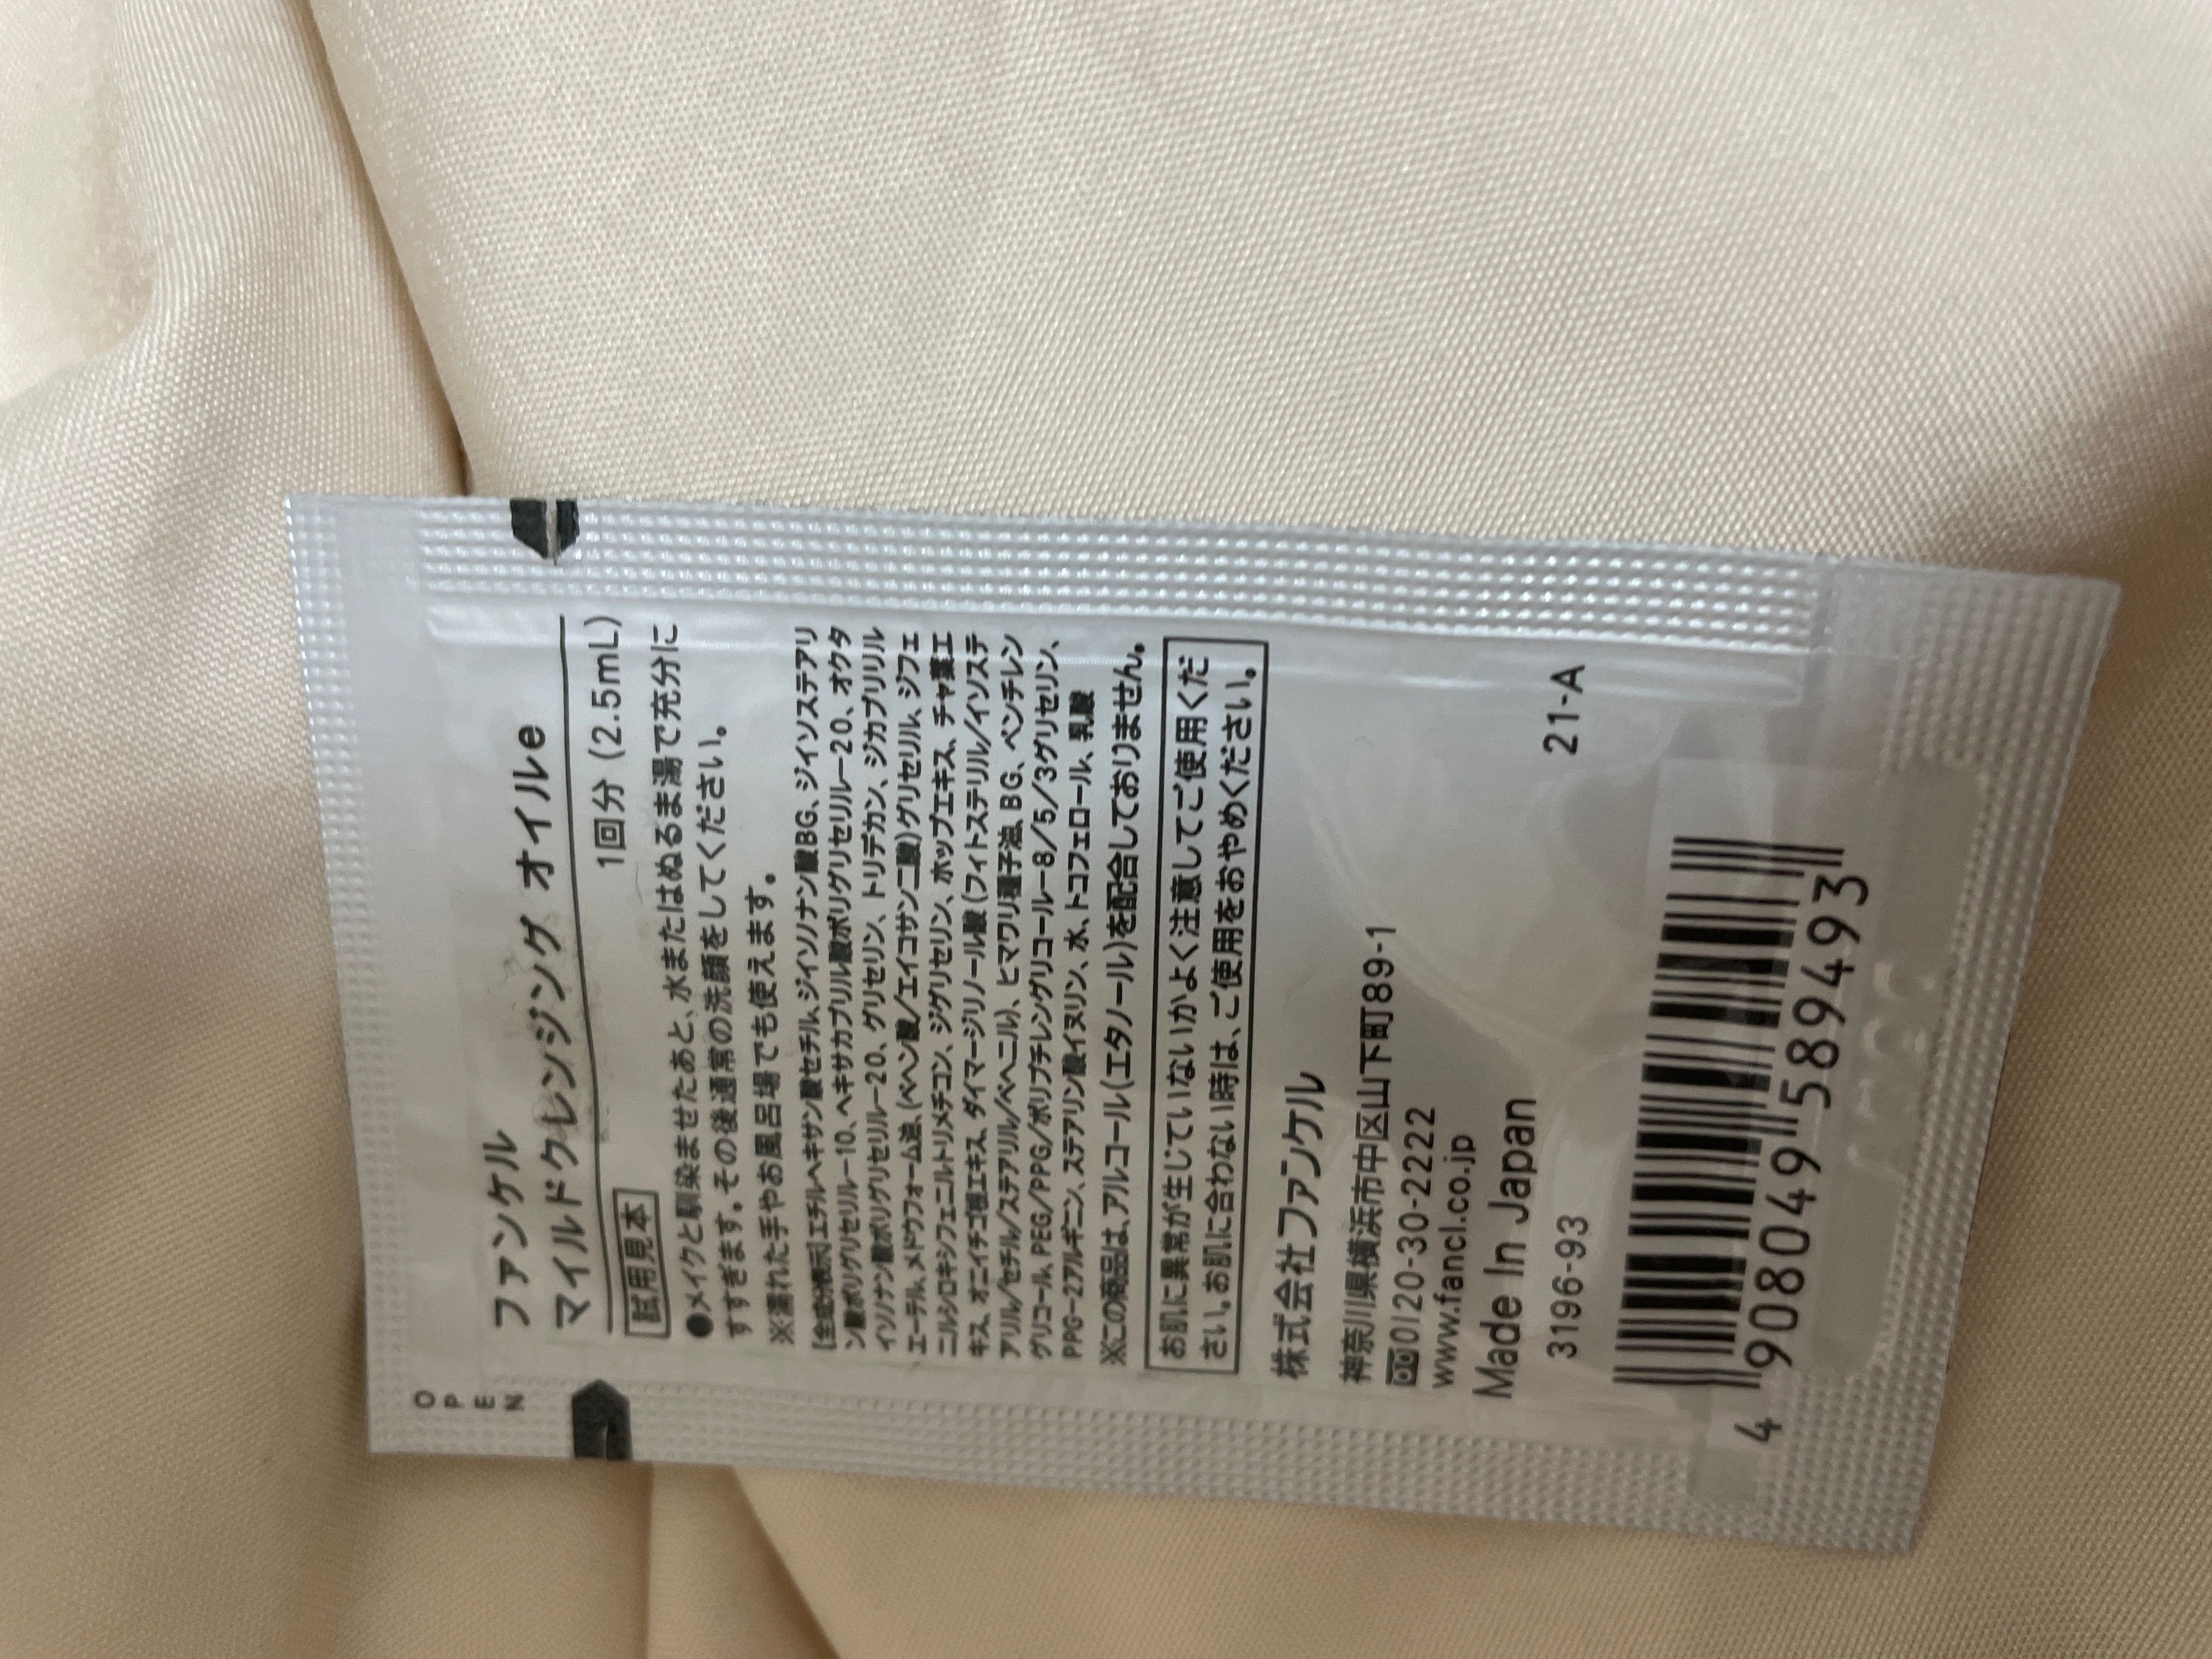 OPEN
ファンケル
マイルドクレンジング オイルe
試用見本
1回分 (2.5mL)
●メイクと馴染ませたあと、水またはぬるま湯で充分に
すすぎます。その後通常の洗顔をしてください。
※濡れた手やお風呂場でも使えます。
[全成分表示]エチルヘキサン酸セチル、ジイソノナン酸BG、ジイソステアリ
ン酸ポリグリセリル-10、ヘキサカプリル酸ポリグリセリル-20、オクタ
イソノナン酸ポリグリセリル-20、グリセリン、トリデカン、ジカプリリル
エーテル、メドウフォーム油、(ベヘン酸/エイコサン二酸)グリセリル、ジフェ
ニルシロキシフェニルトリメチコン、ジグリセリン、ホップエキス、チャ葉エ
キス、オニイチゴ根エキス、ダイマージリノール酸(フィトステリル/イソステ
アリル/セチル/ステアリル/ベヘニル)、ヒマワリ種子油、BG、ペンチレン
グリコール、PEG/PPG/ポリブチレングリコール-8/5/3グリセリン、
PPG-2アルギニン、ステアリン酸イヌリン、水、トコフェロール、乳酸
※この商品は、アルコール(エタノール)を配合しておりません。
お肌に異常が生じていないかよく注意してご使用くだ
さい。お肌に合わない時は、ご使用をおやめください。
株式会社ファンケル
神奈川県横浜市中区山下町89-1
0120-30-2222
www.fancl.co.jp
Made In Japan
3196-93 21-A
4 908049 589493